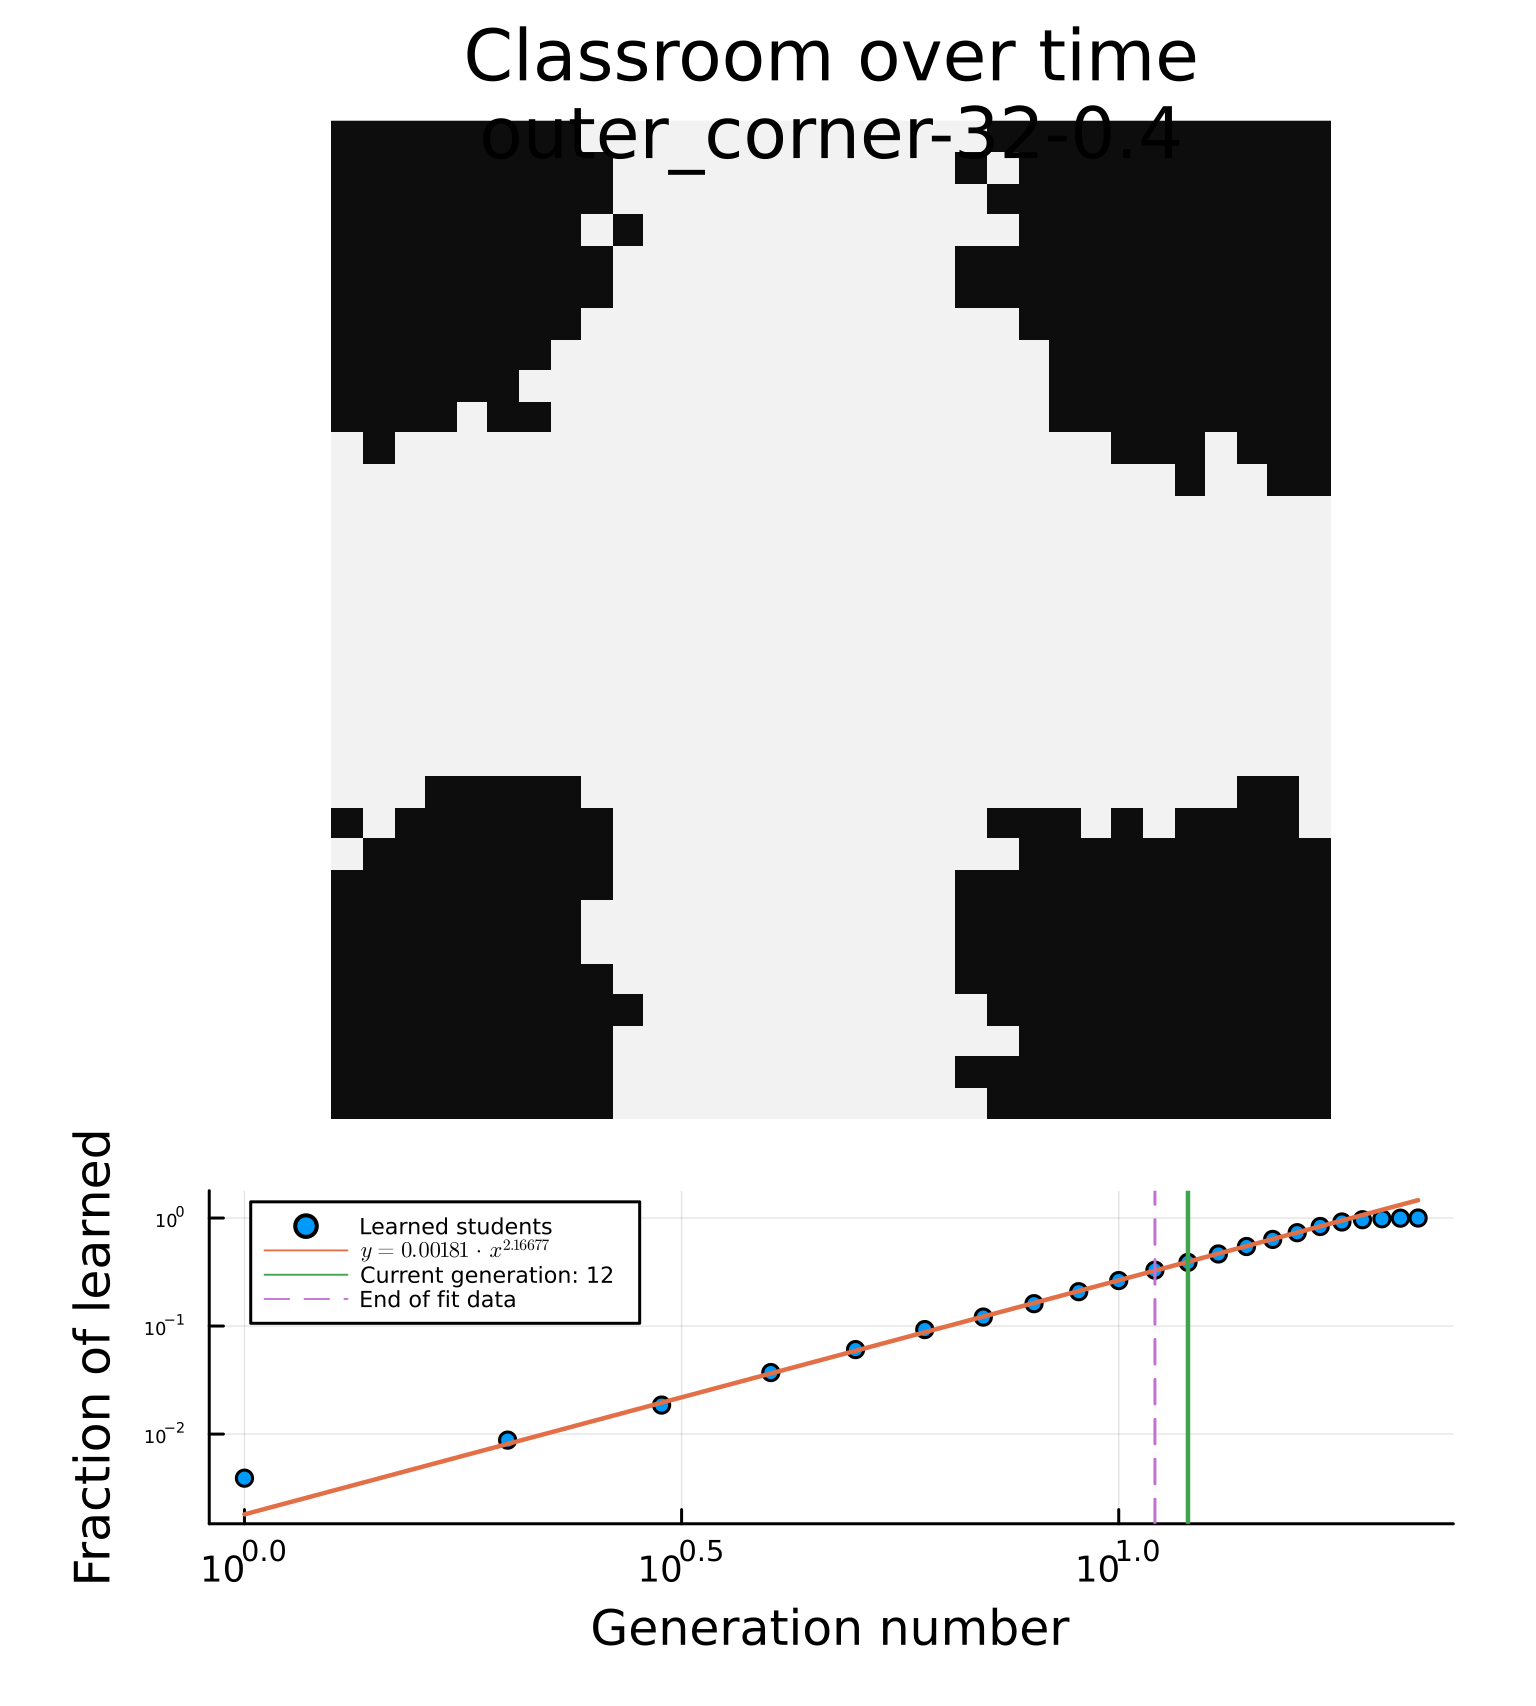 Classroom over time
outer_corner-32-0.4
Fraction of learned
10^0
10^−1
10^−2
Learned students
y = 0.00181 · x^2.16677
Current generation: 12
End of fit data
10^0.0
10^0.5
10^1.0
Generation number